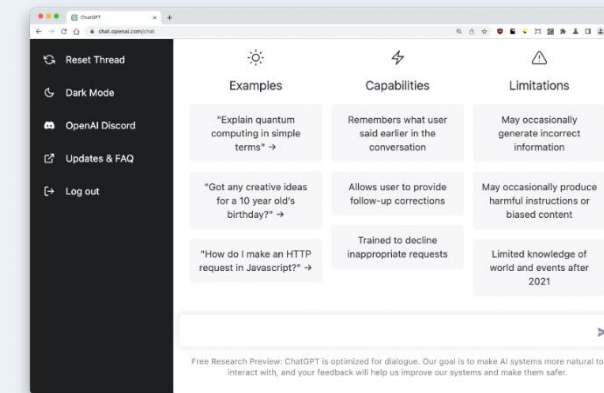 ChatGPT
chat.openai.com/chat
Reset Thread
Dark Mode
OpenAI Discord
Updates & FAQ
Log out
Examples
"Explain quantum
computing in simple
terms" →
"Got any creative ideas
for a 10 year old's
birthday?" →
"How do I make an HTTP
request in Javascript?" →
Capabilities
Remembers what user
said earlier in the
conversation
Allows user to provide
follow-up corrections
Trained to decline
inappropriate requests
Limitations
May occasionally
generate incorrect
information
May occasionally produce
harmful instructions or
biased content
Limited knowledge of
world and events after
2021
Free Research Preview: ChatGPT is optimized for dialogue. Our goal is to make AI systems more natural to
interact with, and your feedback will help us improve our systems and make them safer.